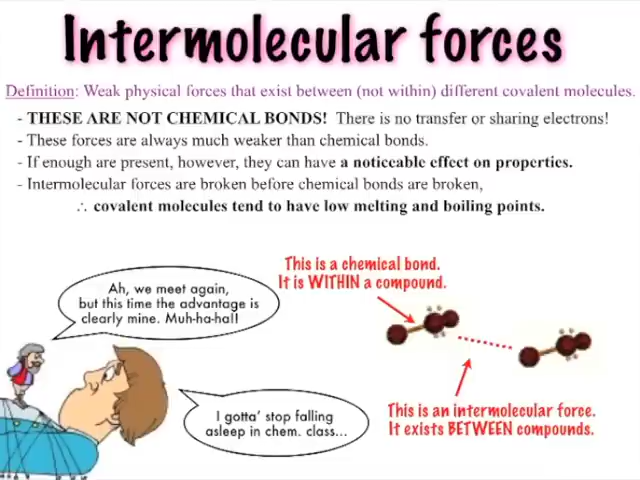 Intermolecular forces
Definition: Weak physical forces that exist between (not within) different covalent molecules.
- THESE ARE NOT CHEMICAL BONDS! There is no transfer or sharing electrons!
- These forces are always much weaker than chemical bonds.
- If enough are present, however, they can have a noticeable effect on properties.
- Intermolecular forces are broken before chemical bonds are broken,
∴ covalent molecules tend to have low melting and boiling points.
This is a chemical bond.
It is WITHIN a compound.
Ah, we meet again,
but this time the advantage is
clearly mine. Muh-ha-ha!!
I gotta' stop falling
asleep in chem. class...
This is an intermolecular force.
It exists BETWEEN compounds.